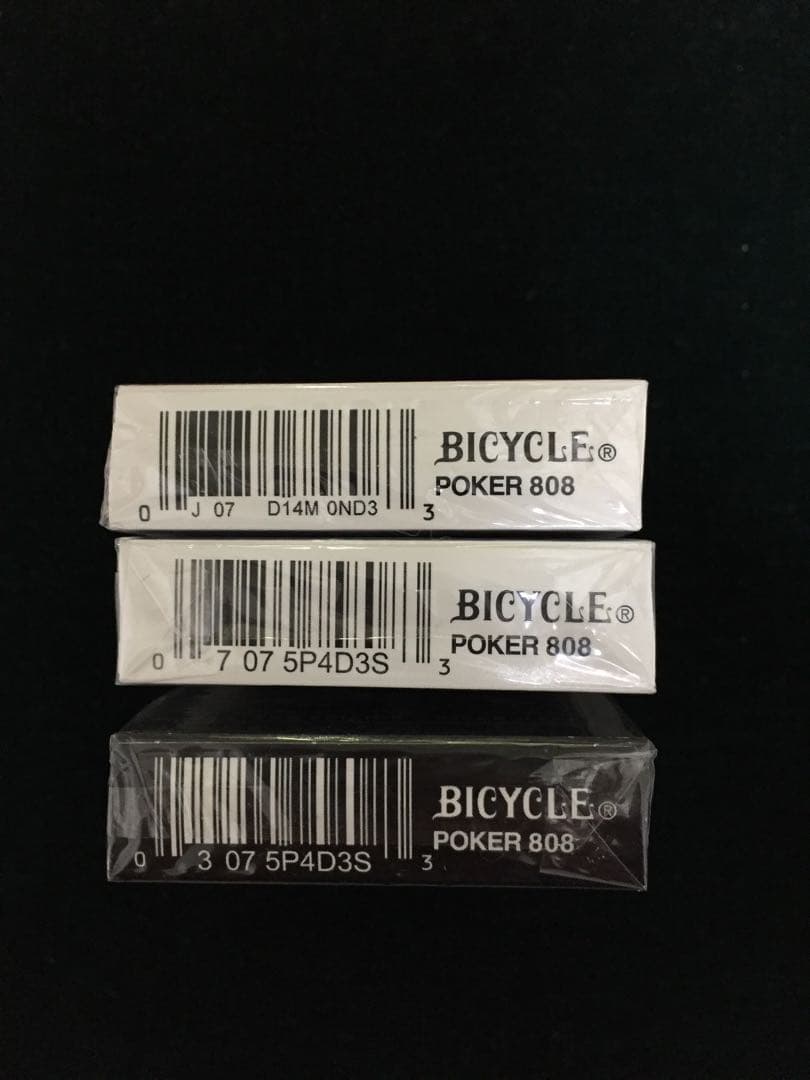 BICYCLE®
POKER 808
0 J 07 D14M 0ND3 3
BICYCLE®
POKER 808
0 7 07 5P4D3S 3
BICYCLE®
POKER 808
0 3 07 5P4D3S 3